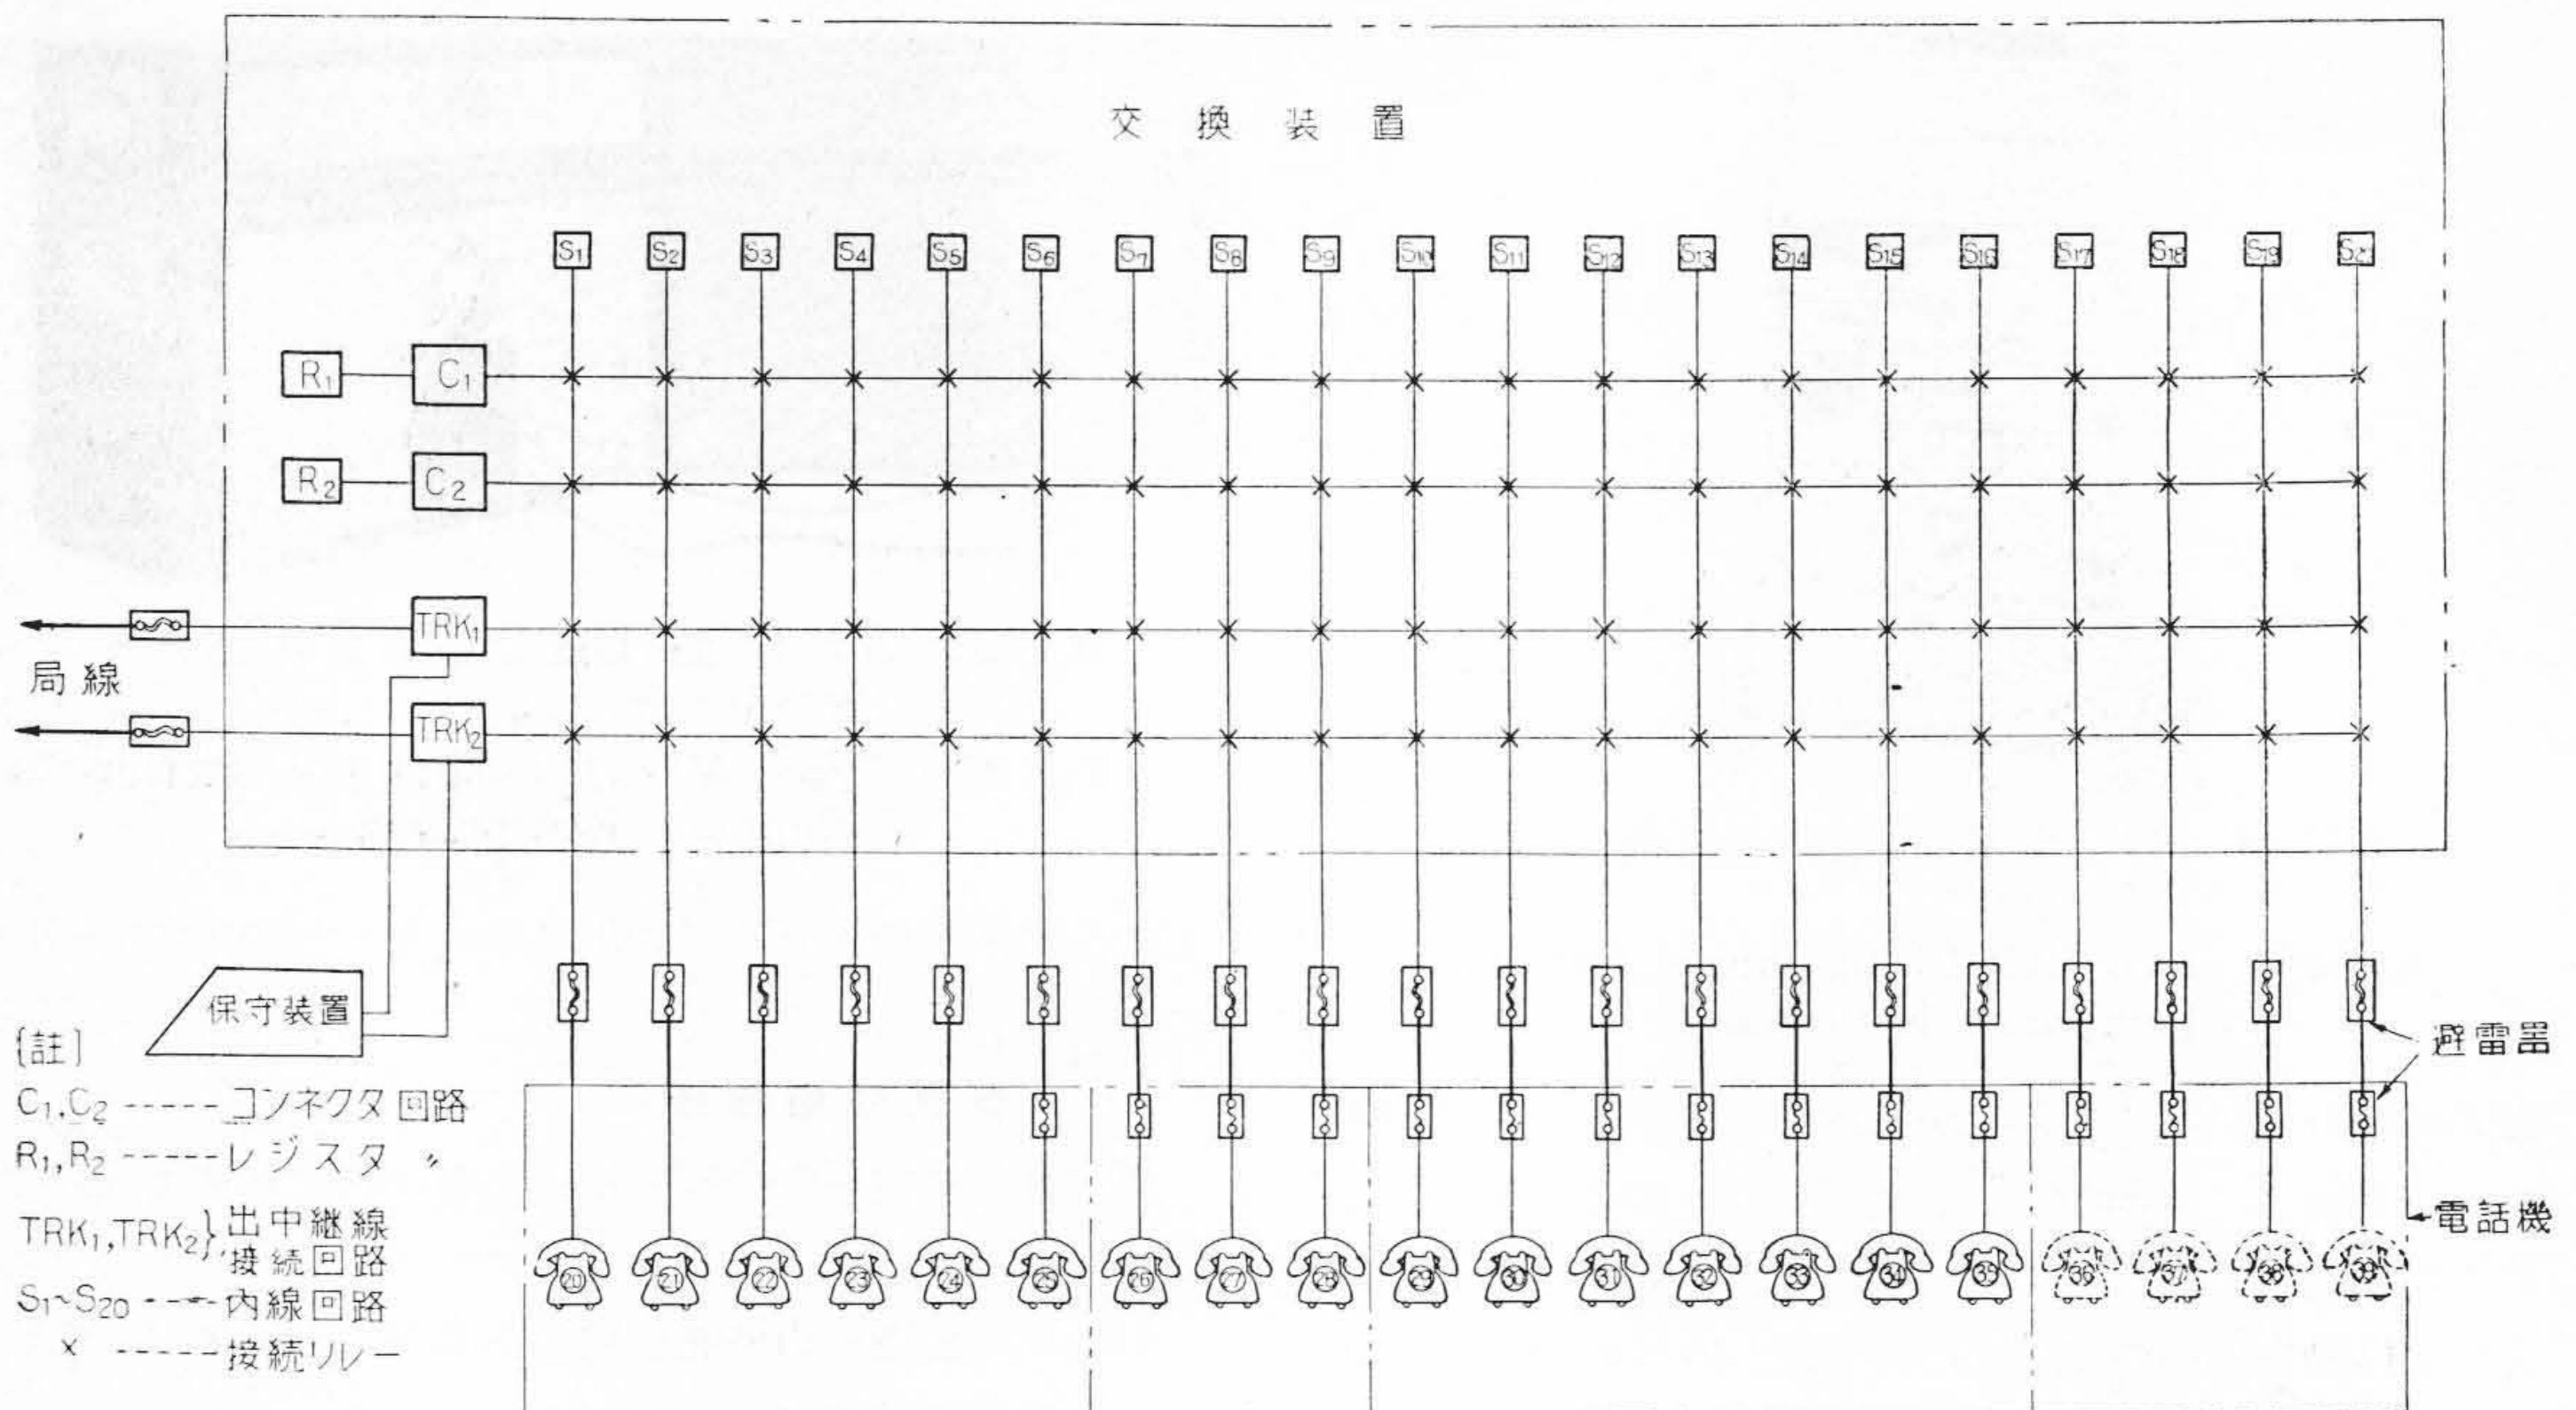 交換装置
S₁ S₂ S₃ S₄ S₅ S₆ S₇ S₈ S₉ S₁₀ S₁₁ S₁₂ S₁₃ S₁₄ S₁₅ S₁₆ S₁₇ S₁₈ S₁₉ S₂₀
R₁ C₁
R₂ C₂
TRK₁
局線
TRK₂
保守装置
避雷器
[註]
C₁,C₂ ----- コンネクタ回路
R₁,R₂ ----- レジスタ 〃
TRK₁,TRK₂} 出中継線
接続回路
S₁~S₂₀ ---- 内線回路
× ----- 接続リレー
電話機
20 21 22 23 24 25 26 27 28 29 30 31 32 33 34 35 36 37 38 39